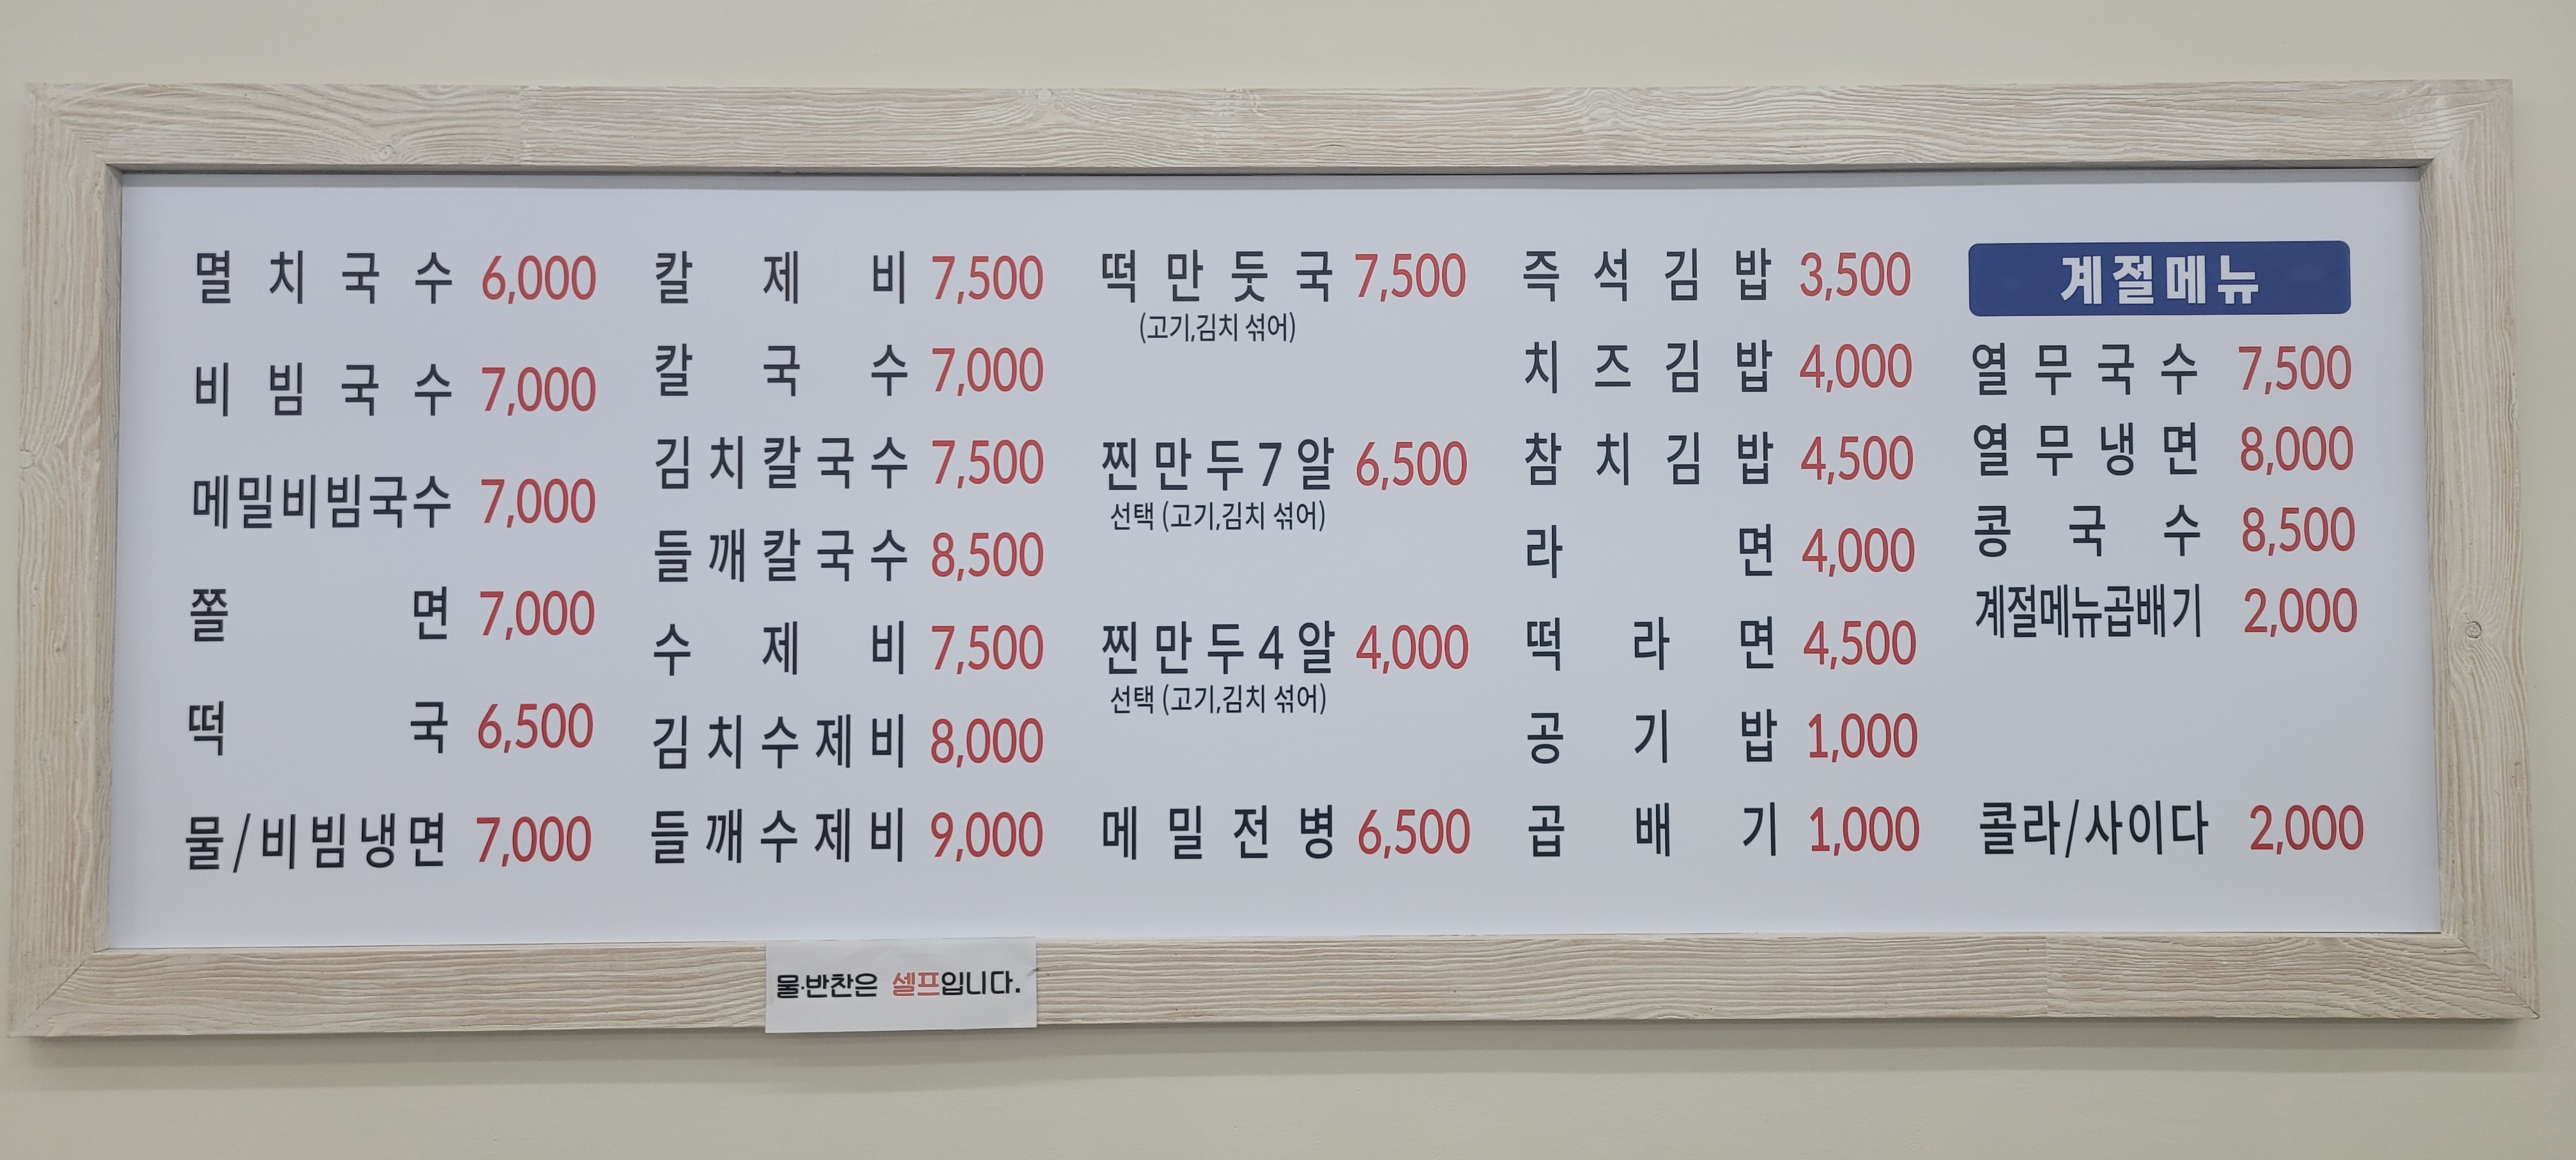 멸치국수 6,000
비빔국수 7,000
메밀비빔국수 7,000
쫄면 7,000
떡국 6,500
물/비빔냉면 7,000
칼제비 7,500
칼국수 7,000
김치칼국수 7,500
들깨칼국수 8,500
수제비 7,500
김치수제비 8,000
들깨수제비 9,000
떡만둣국 7,500
(고기,김치 섞어)
찐만두7알 6,500
선택 (고기,김치 섞어)
찐만두4알 4,000
선택 (고기,김치 섞어)
메밀전병 6,500
즉석김밥 3,500
치즈김밥 4,000
참치김밥 4,500
라면 4,000
떡라면 4,500
공기밥 1,000
곱배기 1,000
계절메뉴
열무국수 7,500
열무냉면 8,000
콩국수 8,500
계절메뉴곱배기 2,000
콜라/사이다 2,000
물·반찬은 셀프입니다.